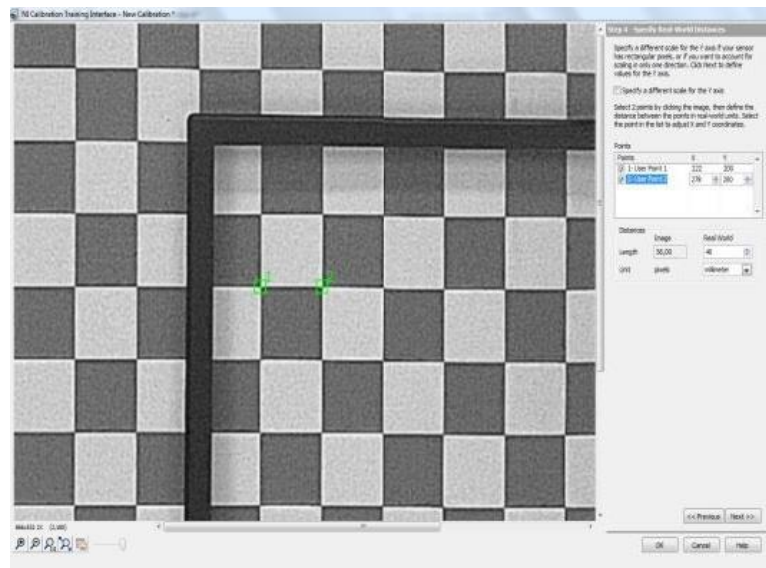 NI Calibration Training Interface - New Calibration *
Step 4 - Specify Real-World Distances
Specify a different scale for the Y axis if your sensor
has rectangular pixels, or if you want to account for
scaling in only one direction. Click Next to define
values for the Y axis.
Specify a different scale for the Y axis
Select 2 points by clicking the image, then define the
distance between the points in real-world units. Select
the point in the list to adjust X and Y coordinates.
Points
Points X Y
1- User Point 1 222
2- User Point 2 278 200
Distances
Image Real World
Length 56,00
Unit pixels millimeter
<< Previous Next >>
OK Cancel Help